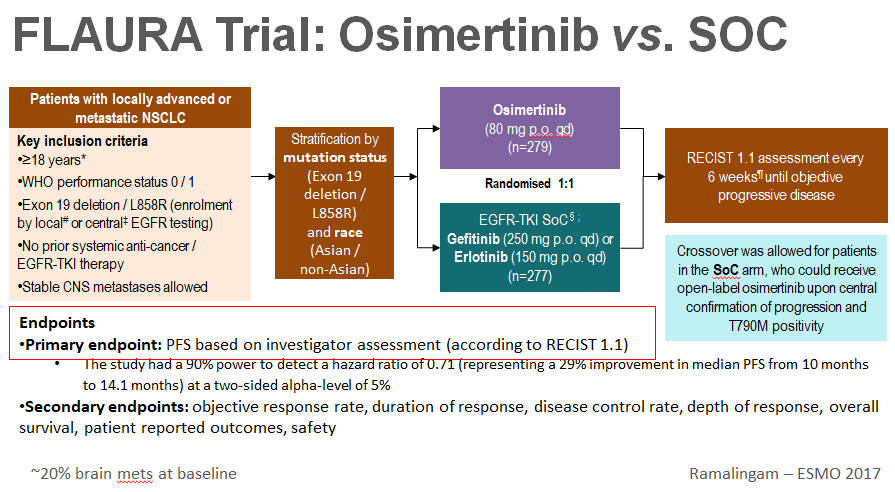 FLAURA Trial: Osimertinib vs. SOC
Patients with locally advanced or
metastatic NSCLC
Key inclusion criteria
•≥18 years*
•WHO performance status 0 / 1
•Exon 19 deletion / L858R (enrolment
by local# or central‡ EGFR testing)
•No prior systemic anti-cancer /
EGFR-TKI therapy
•Stable CNS metastases allowed
Stratification by
mutation status
(Exon 19
deletion /
L858R)
and race
(Asian /
non-Asian)
Osimertinib
(80 mg p.o. qd)
(n=279)
Randomised 1:1
EGFR-TKI SoC§ ;
Gefitinib (250 mg p.o. qd) or
Erlotinib (150 mg p.o. qd)
(n=277)
RECIST 1.1 assessment every
6 weeks¶ until objective
progressive disease
Crossover was allowed for patients
in the SoC arm, who could receive
open-label osimertinib upon central
confirmation of progression and
T790M positivity
Endpoints
•Primary endpoint: PFS based on investigator assessment (according to RECIST 1.1)
• The study had a 90% power to detect a hazard ratio of 0.71 (representing a 29% improvement in median PFS from 10 months
to 14.1 months) at a two-sided alpha-level of 5%
•Secondary endpoints: objective response rate, duration of response, disease control rate, depth of response, overall
survival, patient reported outcomes, safety
~20% brain mets at baseline
Ramalingam – ESMO 2017